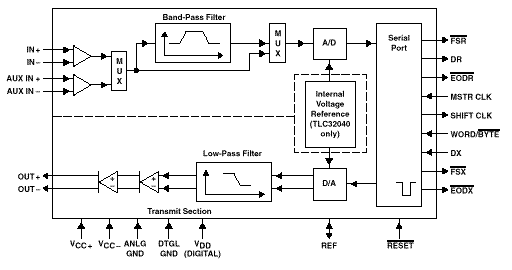 Band-Pass Filter
M
U
X
Serial
Port
FSR
IN+
IN−
A/D
DR
M
U
X
EODR
AUX IN+
AUX IN−
Internal
Voltage
Reference
(TLC32040
only)
MSTR CLK
SHIFT CLK
WORD/BYTE
Low-Pass Filter
DX
OUT+
OUT−
+
−
+
−
D/A
FSX
EODX
Transmit Section
VCC+
VCC−
ANLG
GND
DTGL
GND
VDD
(DIGITAL)
REF
RESET